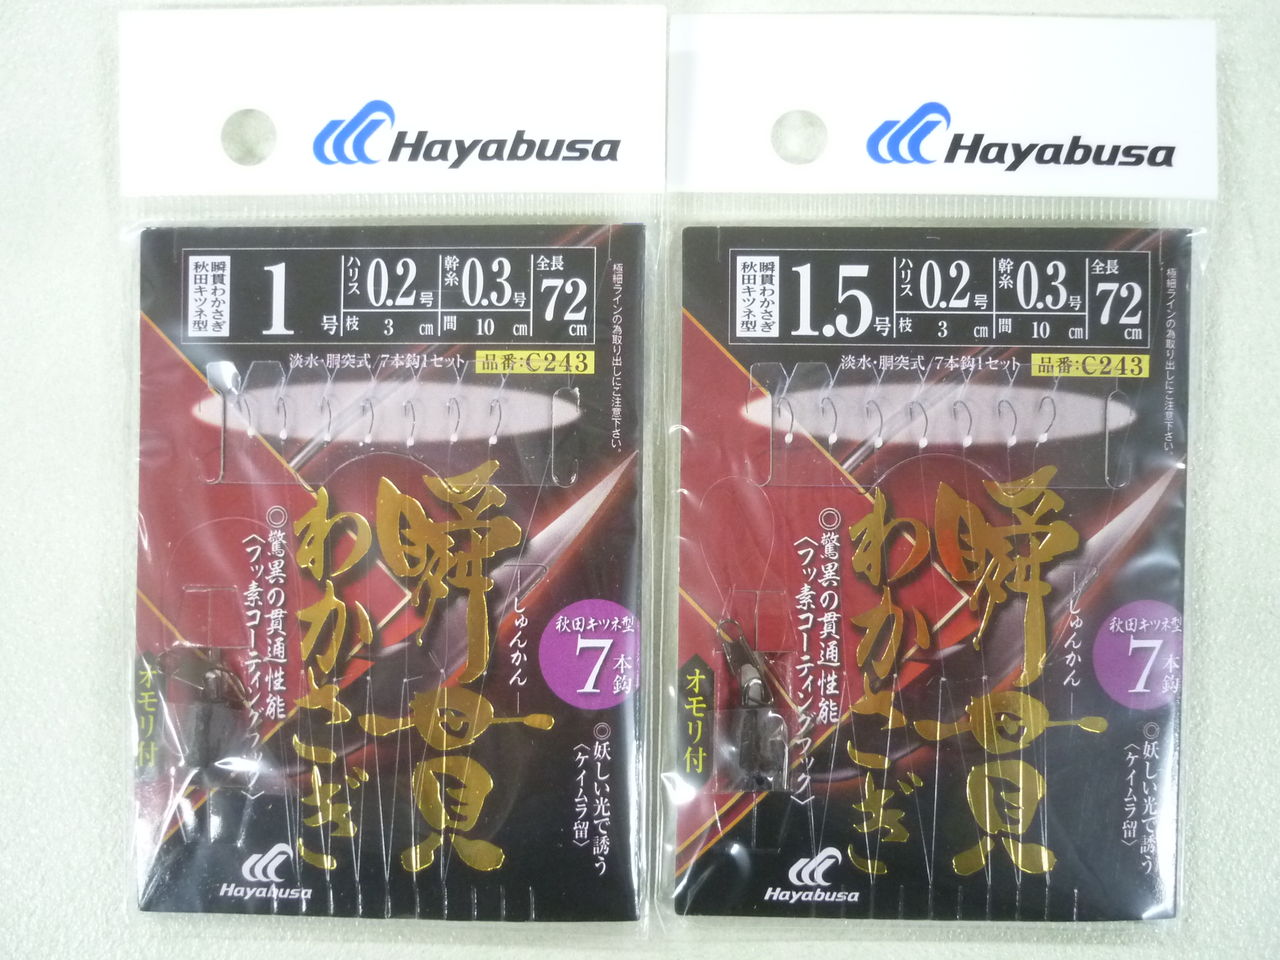 Hayabusa
瞬貫わかさぎ
秋田キツネ型
1号
ハリス 0.2号
幹糸 0.3号
全長 72cm
枝 3cm
間 10cm
淡水・胴突式/7本鈎1セット
品番:C243
極細ラインの為取り出しにご注意下さい。
瞬貫
わかさぎ
しゅんかん
◎驚異の貫通性能
〈フッ素コーティングフック〉
秋田キツネ型
7本鈎
オモリ付
◎妖しい光で誘う
〈ケイムラ留〉
Hayabusa
Hayabusa
瞬貫わかさぎ
秋田キツネ型
1.5号
ハリス 0.2号
幹糸 0.3号
全長 72cm
枝 3cm
間 10cm
淡水・胴突式/7本鈎1セット
品番:C243
極細ラインの為取り出しにご注意下さい。
瞬貫
わかさぎ
しゅんかん
◎驚異の貫通性能
〈フッ素コーティングフック〉
秋田キツネ型
7本鈎
オモリ付
◎妖しい光で誘う
〈ケイムラ留〉
Hayabusa